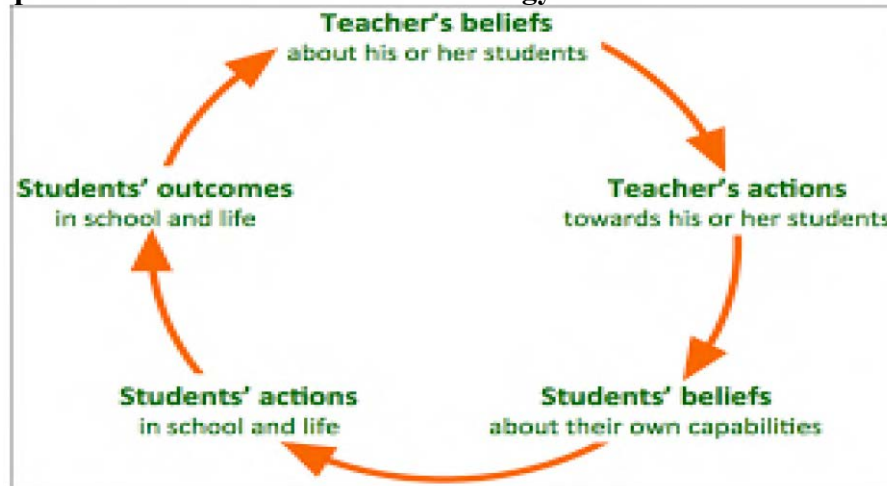 Teacher's beliefs
about his or her students
Teacher's actions
towards his or her students
Students' beliefs
about their own capabilities
Students' actions
in school and life
Students' outcomes
in school and life